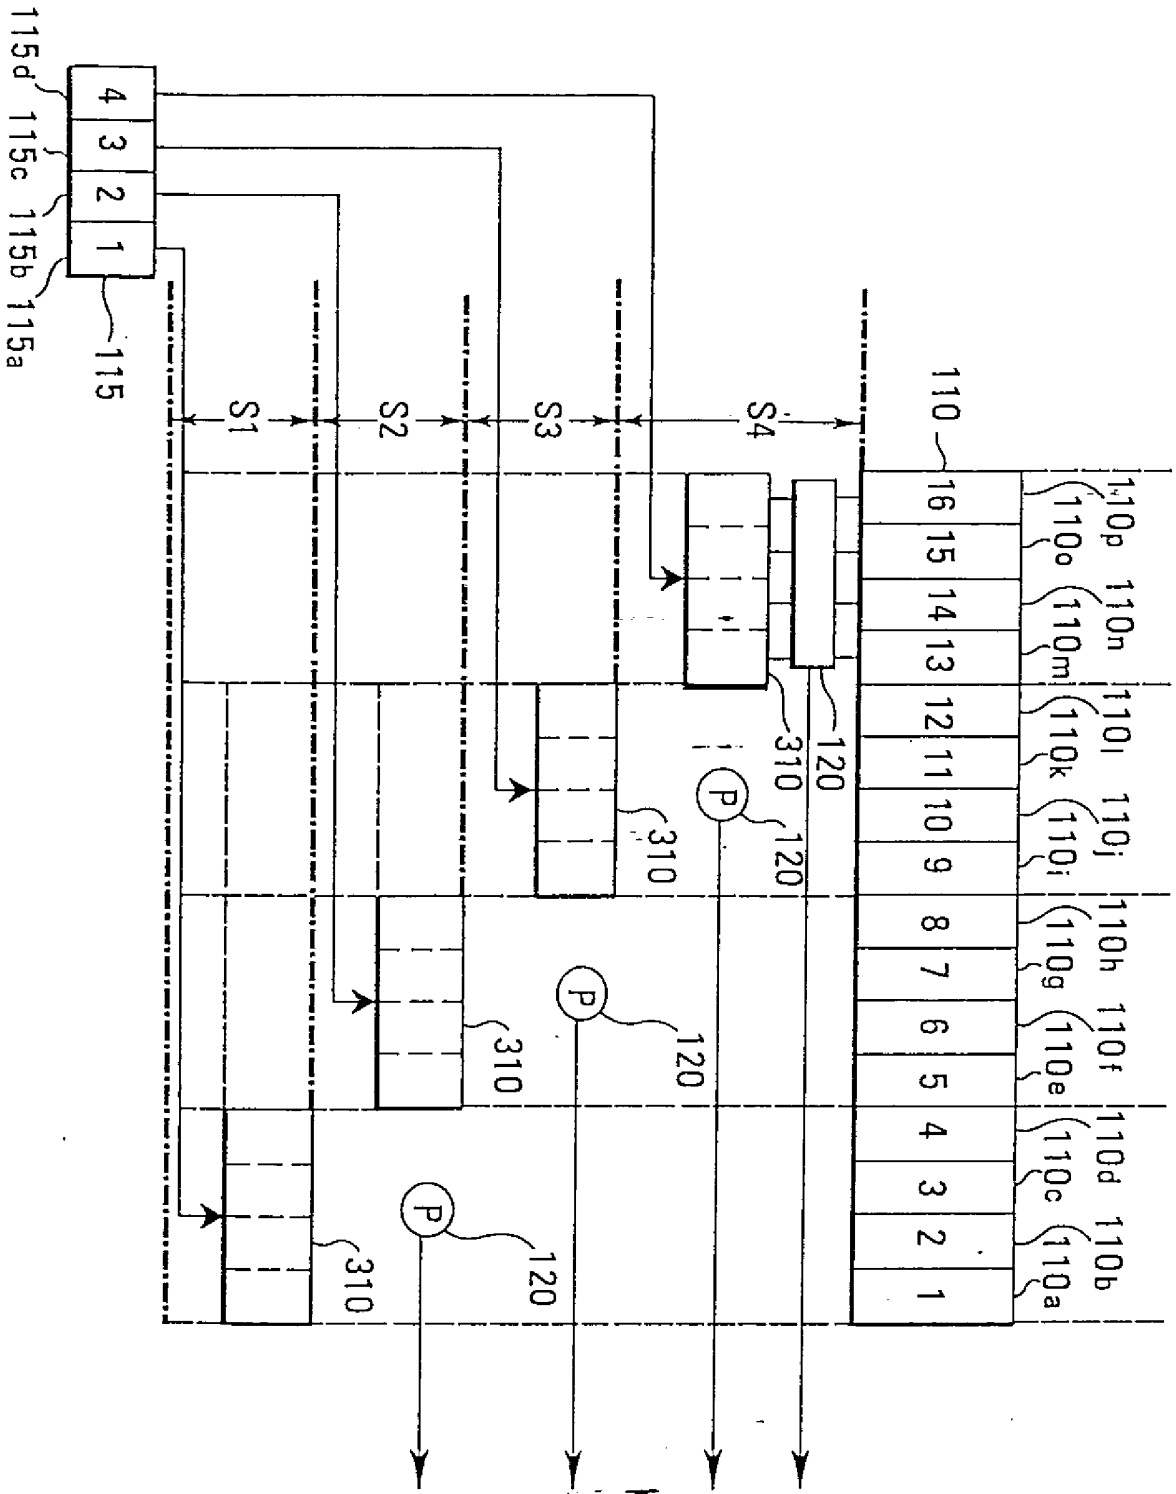 110p 110n 110l 110j 110h 110f 110d 110b
110o 110m 110k 110i 110g 110e 110c 110a
110
16 15 14 13 12 11 10 9 8 7 6 5 4 3 2 1
120
S4
310
P
120
S3
310
P
120
S2
310
P
120
S1
310
115
4 3 2 1
115d 115c 115b 115a